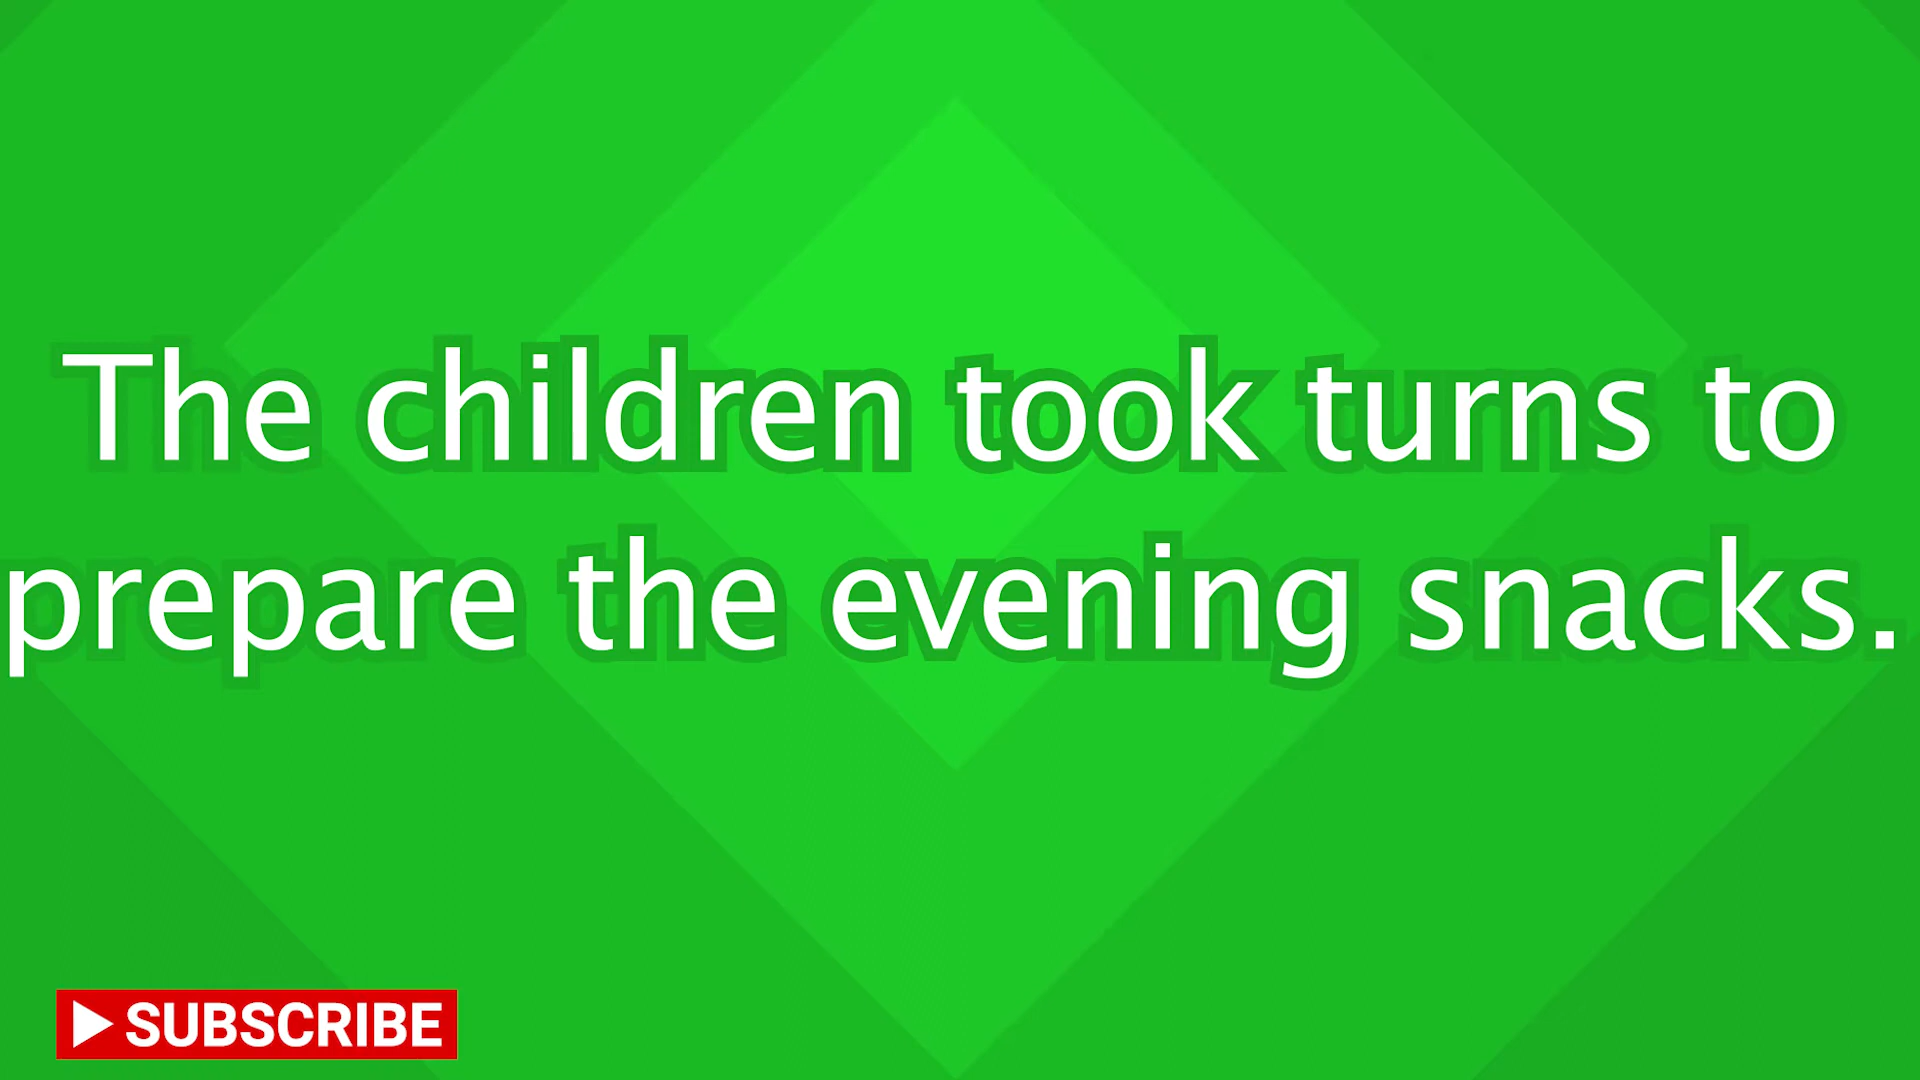 The children took turns to
prepare the evening snacks.
SUBSCRIBE